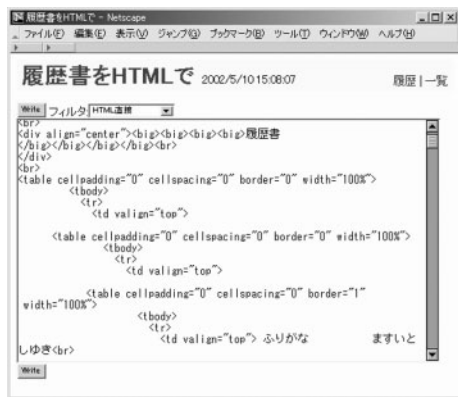 履歴書をHTMLで - Netscape
ファイル(F) 編集(E) 表示(V) ジャンプ(G) ブックマーク(B) ツール(T) ウィンドウ(W) ヘルプ(H)
履歴書をHTMLで 2002/5/10 15:08:07 履歴 | 一覧
Write フィルタ: HTML直接
<br>
<div align="center"><big><big><big><big>履歴書
</big></big></big></big><br>
</div>
<br>
<table cellpadding="0" cellspacing="0" border="0" width="100%">
<tbody>
<tr>
<td valign="top">
<table cellpadding="0" cellspacing="0" border="0" width="100%">
<tbody>
<tr>
<td valign="top">
<table cellpadding="0" cellspacing="0" border="1"
width="100%">
<tbody>
<tr>
<td valign="top"> ふりがな ますいと
しゆき<br>
Write